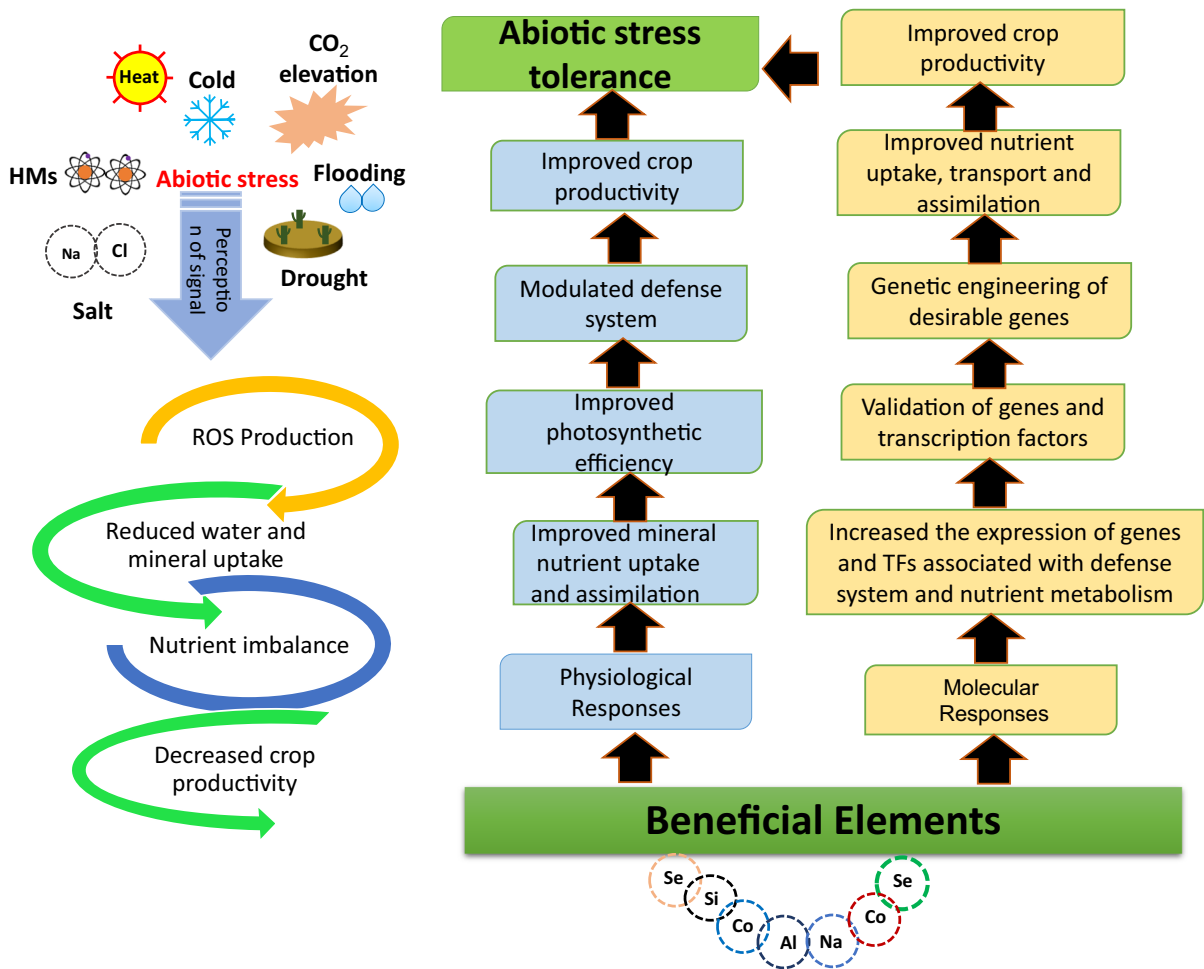 Heat
Cold
CO2
elevation
HMs
Abiotic stress
Flooding
Na
Cl
Salt
Drought
Perceptio
n of signal
ROS Production
Reduced water and
mineral uptake
Nutrient imbalance
Decreased crop
productivity
Abiotic stress
tolerance
Improved crop
productivity
Modulated defense
system
Improved
photosynthetic
efficiency
Improved mineral
nutrient uptake
and assimilation
Physiological
Responses
Improved crop
productivity
Improved nutrient
uptake, transport and
assimilation
Genetic engineering of
desirable genes
Validation of genes and
transcription factors
Increased the expression of genes
and TFs associated with defense
system and nutrient metabolism
Molecular
Responses
Beneficial Elements
Se
Si
Co
Al
Na
Co
Se